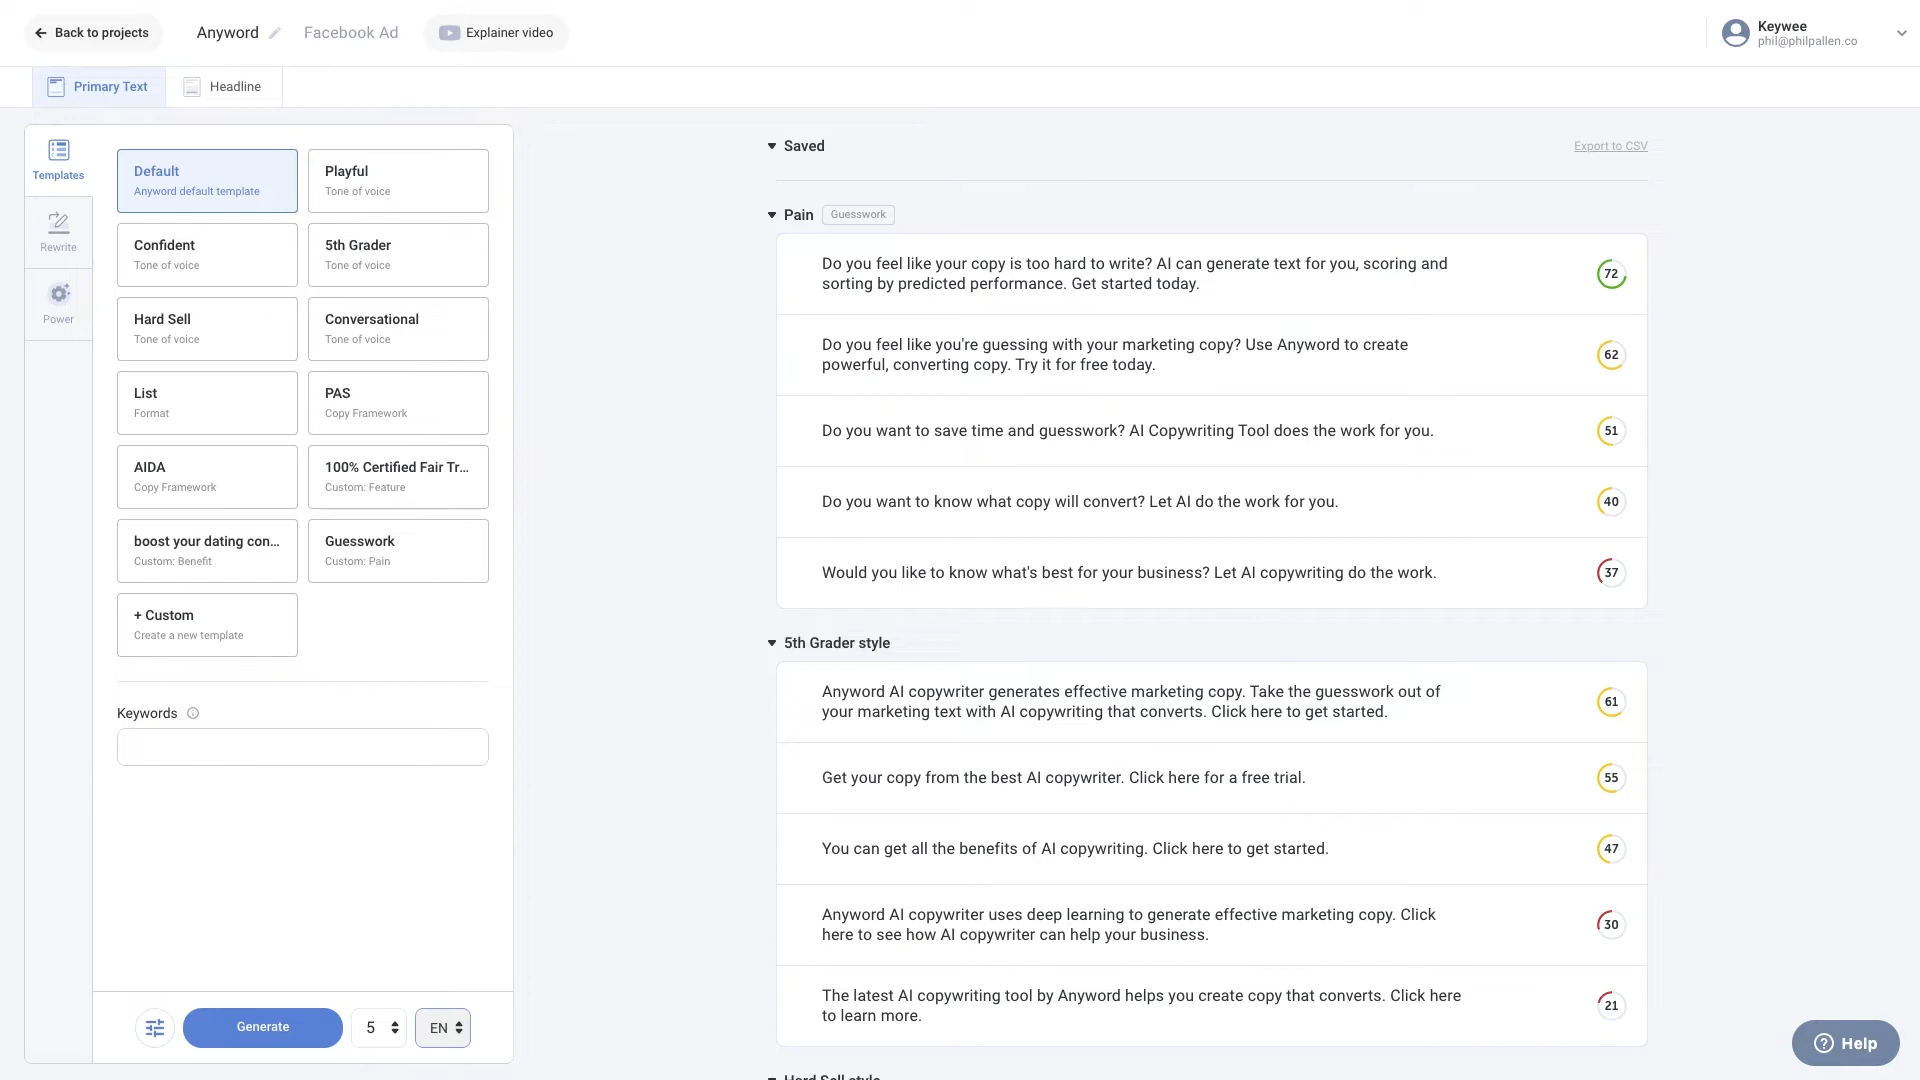 Back to projects
Anyword
Facebook Ad
Explainer video
Keywee
phil@philpallen.co
Primary Text
Headline
Templates
Rewrite
Power
Default
Anyword default template
Playful
Tone of voice
Confident
Tone of voice
5th Grader
Tone of voice
Hard Sell
Tone of voice
Conversational
Tone of voice
List
Format
PAS
Copy Framework
AIDA
Copy Framework
100% Certified Fair Tr...
Custom: Feature
boost your dating con...
Custom: Benefit
Guesswork
Custom: Pain
+ Custom
Create a new template
Keywords
Generate
5
EN
Saved
Export to CSV
Pain
Guesswork
Do you feel like your copy is too hard to write? AI can generate text for you, scoring and
sorting by predicted performance. Get started today.
72
Do you feel like you're guessing with your marketing copy? Use Anyword to create
powerful, converting copy. Try it for free today.
62
Do you want to save time and guesswork? AI Copywriting Tool does the work for you.
51
Do you want to know what copy will convert? Let AI do the work for you.
40
Would you like to know what's best for your business? Let AI copywriting do the work.
37
5th Grader style
Anyword AI copywriter generates effective marketing copy. Take the guesswork out of
your marketing text with AI copywriting that converts. Click here to get started.
61
Get your copy from the best AI copywriter. Click here for a free trial.
55
You can get all the benefits of AI copywriting. Click here to get started.
47
Anyword AI copywriter uses deep learning to generate effective marketing copy. Click
here to see how AI copywriter can help your business.
30
The latest AI copywriting tool by Anyword helps you create copy that converts. Click here
to learn more.
21
Hard Sell style
Help